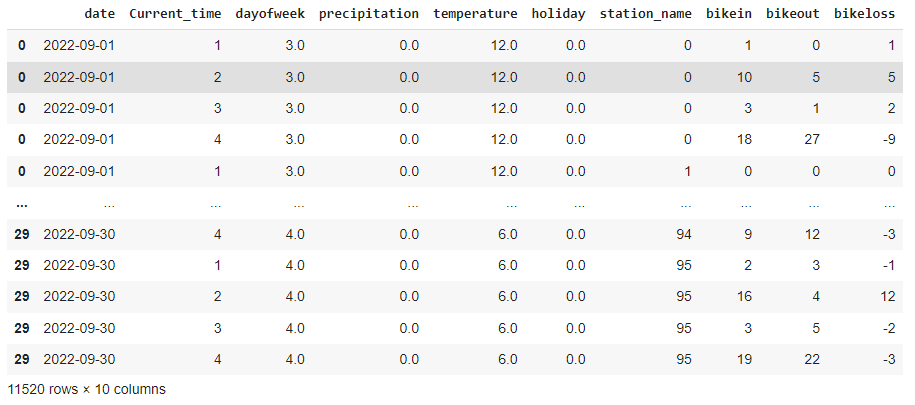 date Current_time dayofweek precipitation temperature holiday station_name bikein bikeout bikeloss
0 2022-09-01 1 3.0 0.0 12.0 0.0 0 1 0 1
0 2022-09-01 2 3.0 0.0 12.0 0.0 0 10 5 5
0 2022-09-01 3 3.0 0.0 12.0 0.0 0 3 1 2
0 2022-09-01 4 3.0 0.0 12.0 0.0 0 18 27 -9
0 2022-09-01 1 3.0 0.0 12.0 0.0 1 0 0 0
... ... ... ... ... ... ... ... ... ... ...
29 2022-09-30 4 4.0 0.0 6.0 0.0 94 9 12 -3
29 2022-09-30 1 4.0 0.0 6.0 0.0 95 2 3 -1
29 2022-09-30 2 4.0 0.0 6.0 0.0 95 16 4 12
29 2022-09-30 3 4.0 0.0 6.0 0.0 95 3 5 -2
29 2022-09-30 4 4.0 0.0 6.0 0.0 95 19 22 -3
11520 rows × 10 columns